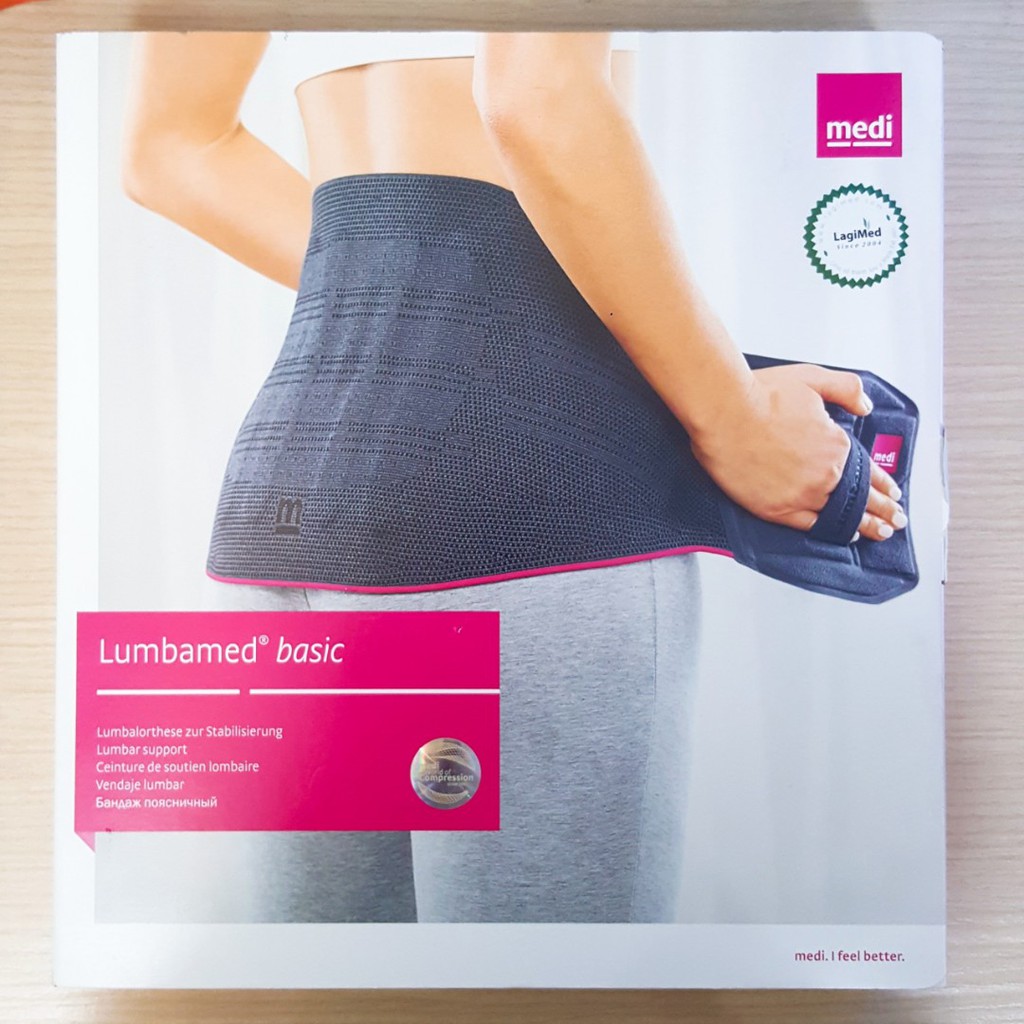 medi
LagiMed
Since 2004
medi
m
Lumbamed® basic
Lumbalorthese zur Stabilisierung
Lumbar support
Ceinture de soutien lombaire
Vendaje lumbar
Бандаж поясничный
Compression
medi. I feel better.